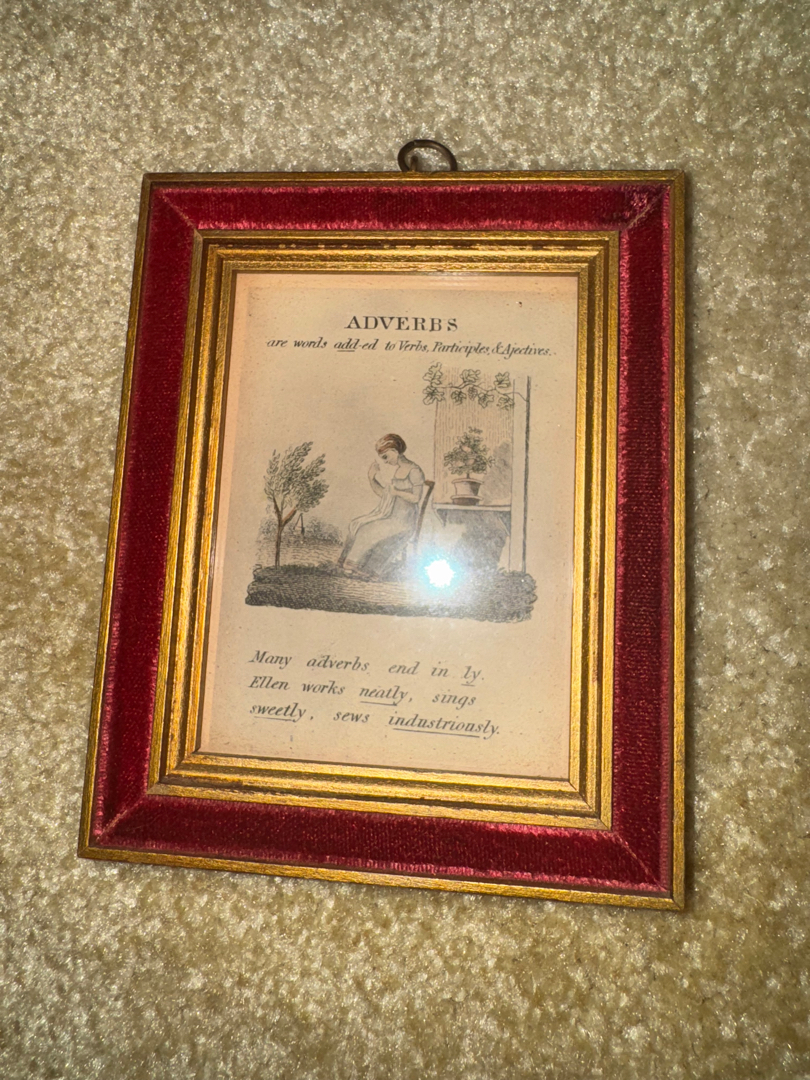 ADVERBS
are words add-ed to Verbs, Participles, & Ajectives.
Many adverbs end in ly.
Ellen works neatly, sings
sweetly, sews industriously.